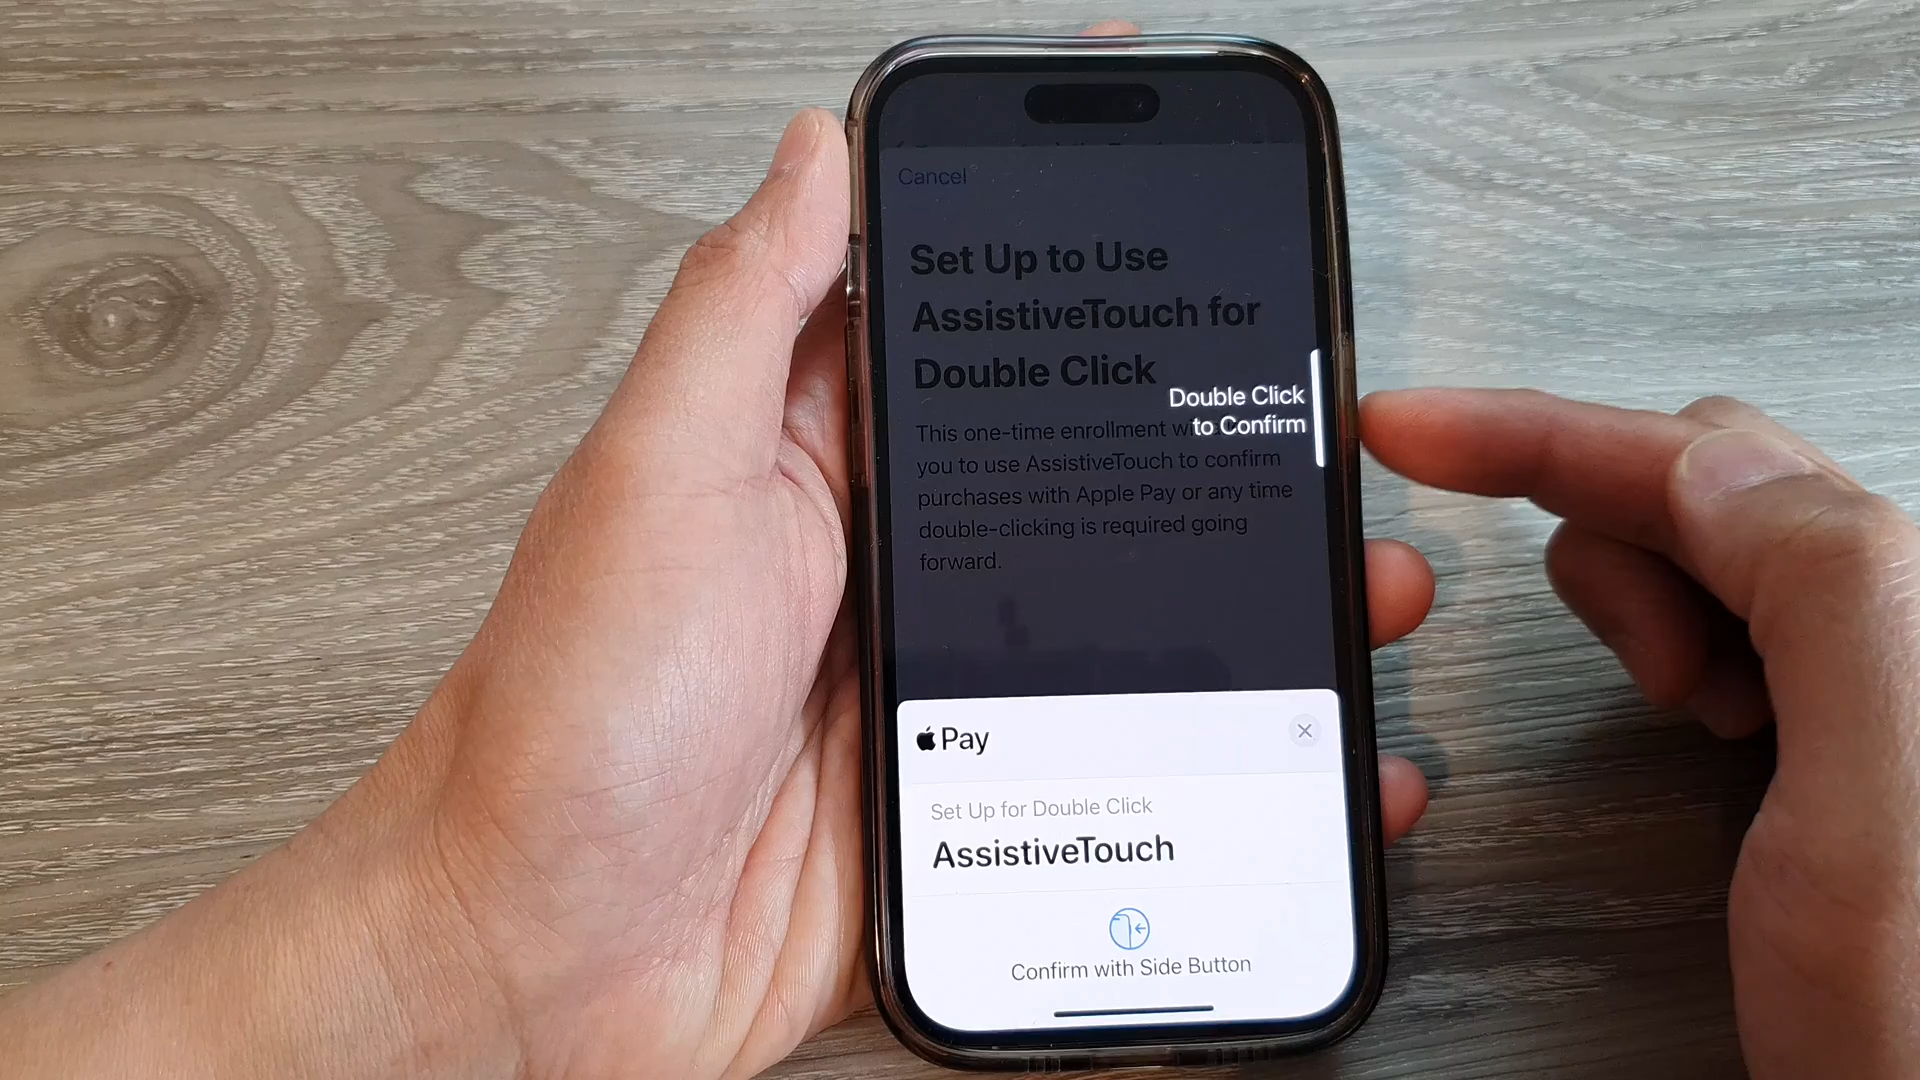 Cancel
Set Up to Use
AssistiveTouch for
Double Click
Double Click
to Confirm
This one-time enrollment
you to use AssistiveTouch to confirm
purchases with Apple Pay or any time
double-clicking is required going
forward.
Pay
Set Up for Double Click
AssistiveTouch
Confirm with Side Button